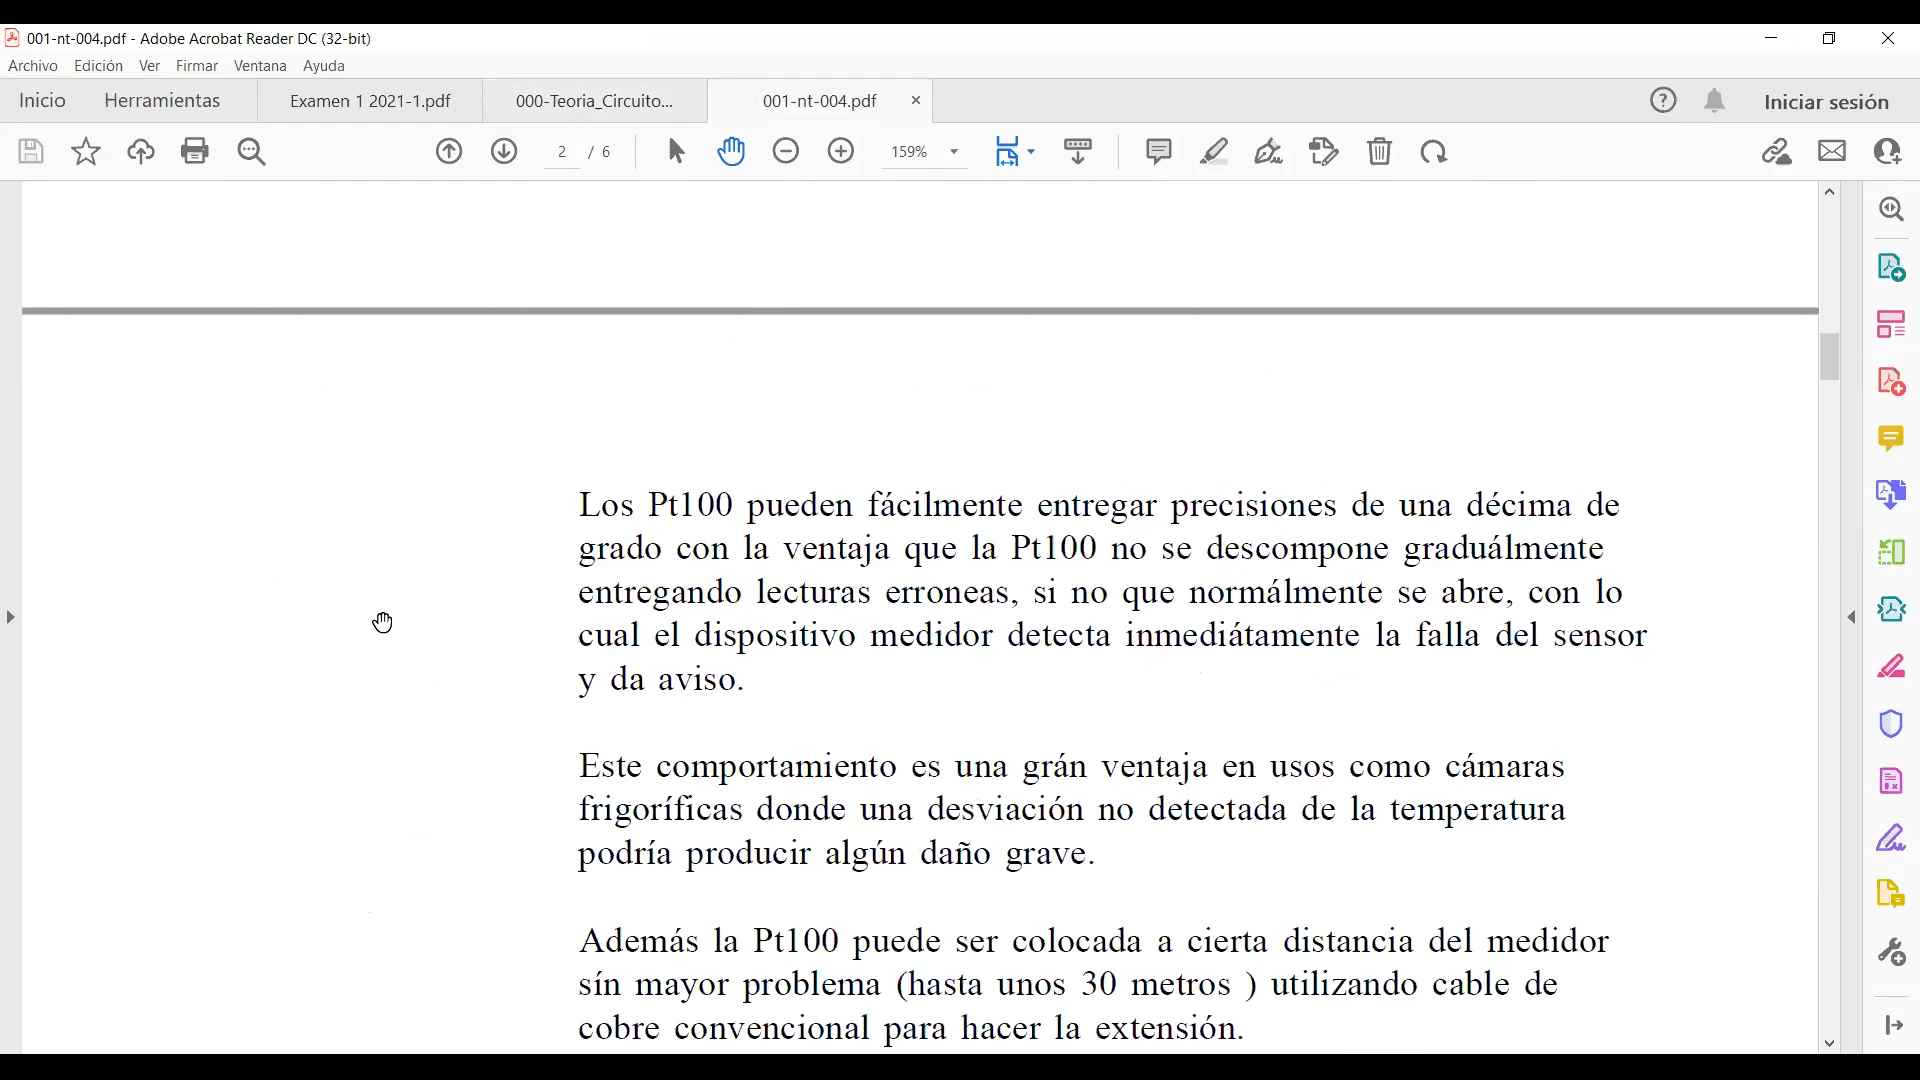 001-nt-004.pdf - Adobe Acrobat Reader DC (32-bit)
Archivo Edición Ver Firmar Ventana Ayuda
Inicio Herramientas Examen 1 2021-1.pdf 000-Teoria_Circuito... 001-nt-004.pdf Iniciar sesión
2 / 6 159%
Los Pt100 pueden fácilmente entregar precisiones de una décima de
grado con la ventaja que la Pt100 no se descompone graduálmente
entregando lecturas erroneas, si no que normálmente se abre, con lo
cual el dispositivo medidor detecta inmediátamente la falla del sensor
y da aviso.
Este comportamiento es una grán ventaja en usos como cámaras
frigoríficas donde una desviación no detectada de la temperatura
podría producir algún daño grave.
Además la Pt100 puede ser colocada a cierta distancia del medidor
sín mayor problema (hasta unos 30 metros ) utilizando cable de
cobre convencional para hacer la extensión.